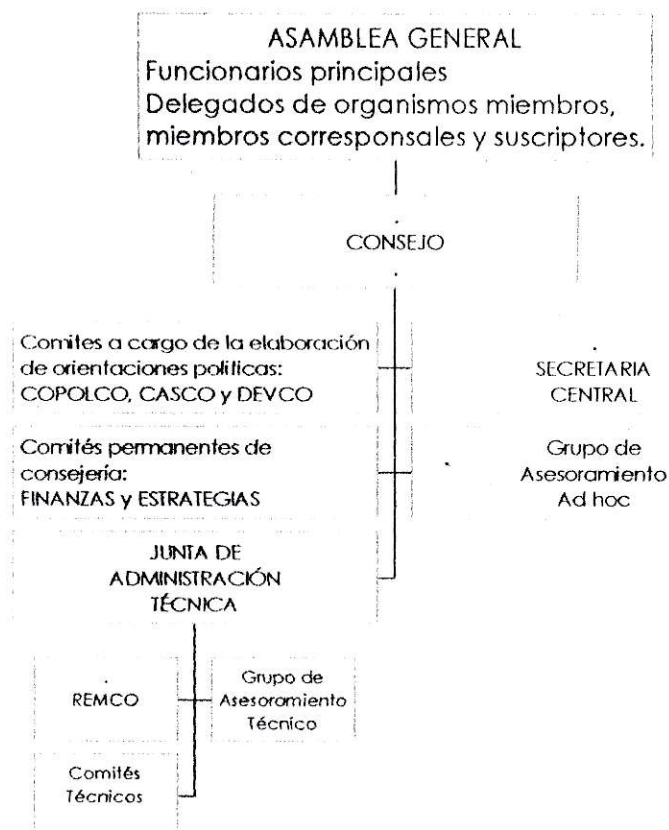 ASAMBLEA GENERAL
Funcionarios principales
Delegados de organismos miembros,
miembros corresponsales y suscriptores.
CONSEJO
Comites a cargo de la elaboración
de orientaciones políticas:
COPOLCO, CASCO y DEVCO
SECRETARIA
CENTRAL
Comités permanentes de
consejería:
FINANZAS y ESTRATEGIAS
Grupo de
Asesoramiento
Ad hoc
JUNTA DE
ADMINISTRACIÓN
TÉCNICA
REMCO
Grupo de
Asesoramiento
Técnico
Comités
Técnicos